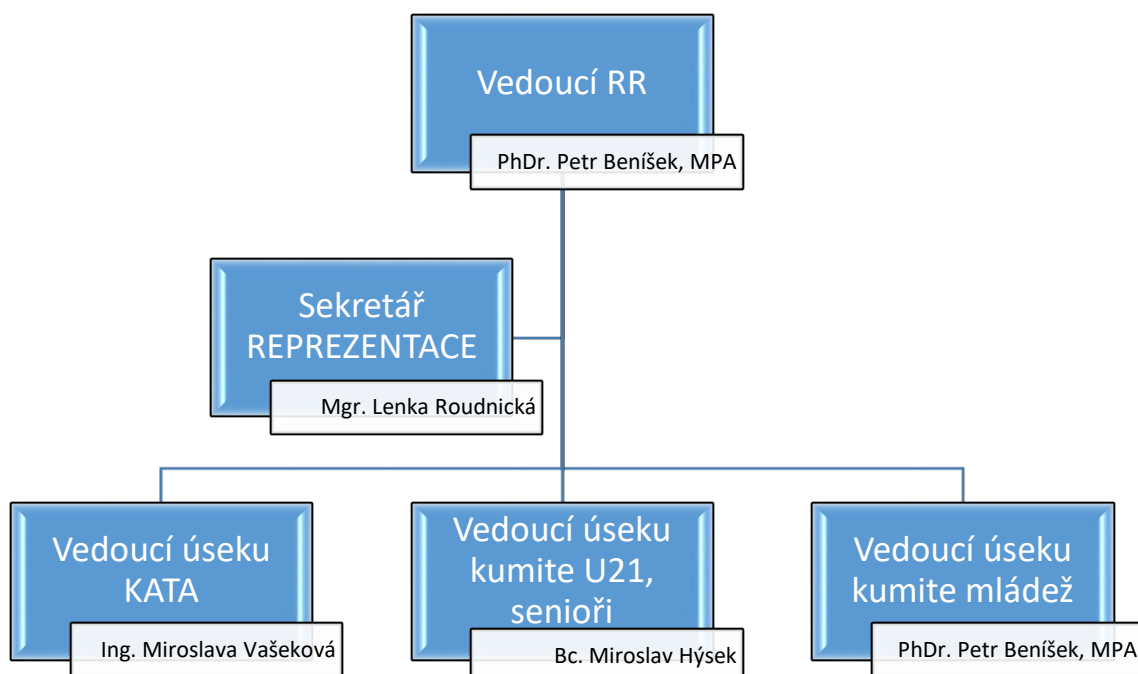 Vedoucí RR
PhDr. Petr Beníšek, MPA
Sekretář
REPREZENTACE
Mgr. Lenka Roudnická
Vedoucí úseku
KATA
Ing. Miroslava Vašeková
Vedoucí úseku
kumite U21,
senioři
Bc. Miroslav Hýsek
Vedoucí úseku
kumite mládež
PhDr. Petr Beníšek, MPA